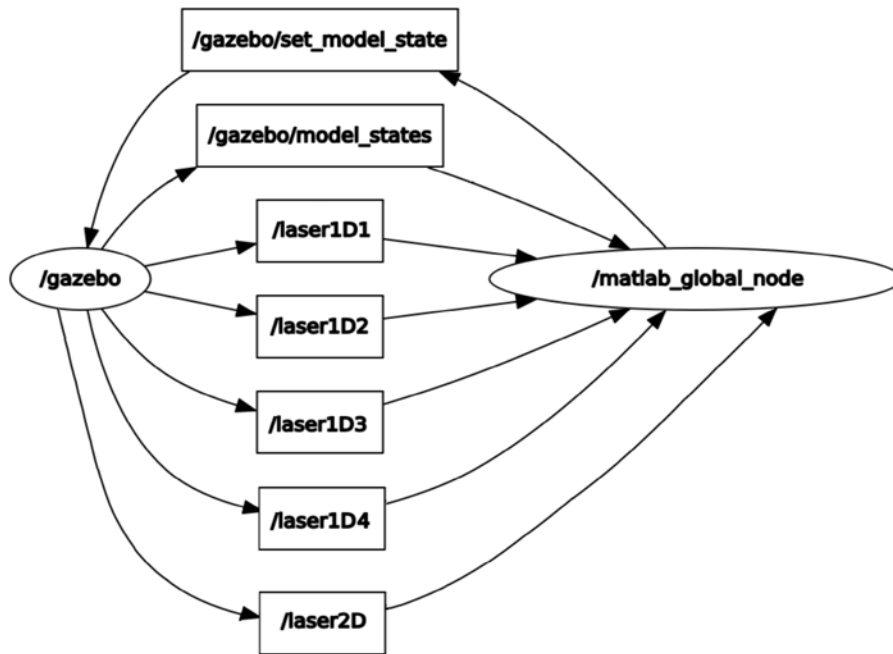 /gazebo/set_model_state
/gazebo/model_states
/laser1D1
/gazebo
/matlab_global_node
/laser1D2
/laser1D3
/laser1D4
/laser2D